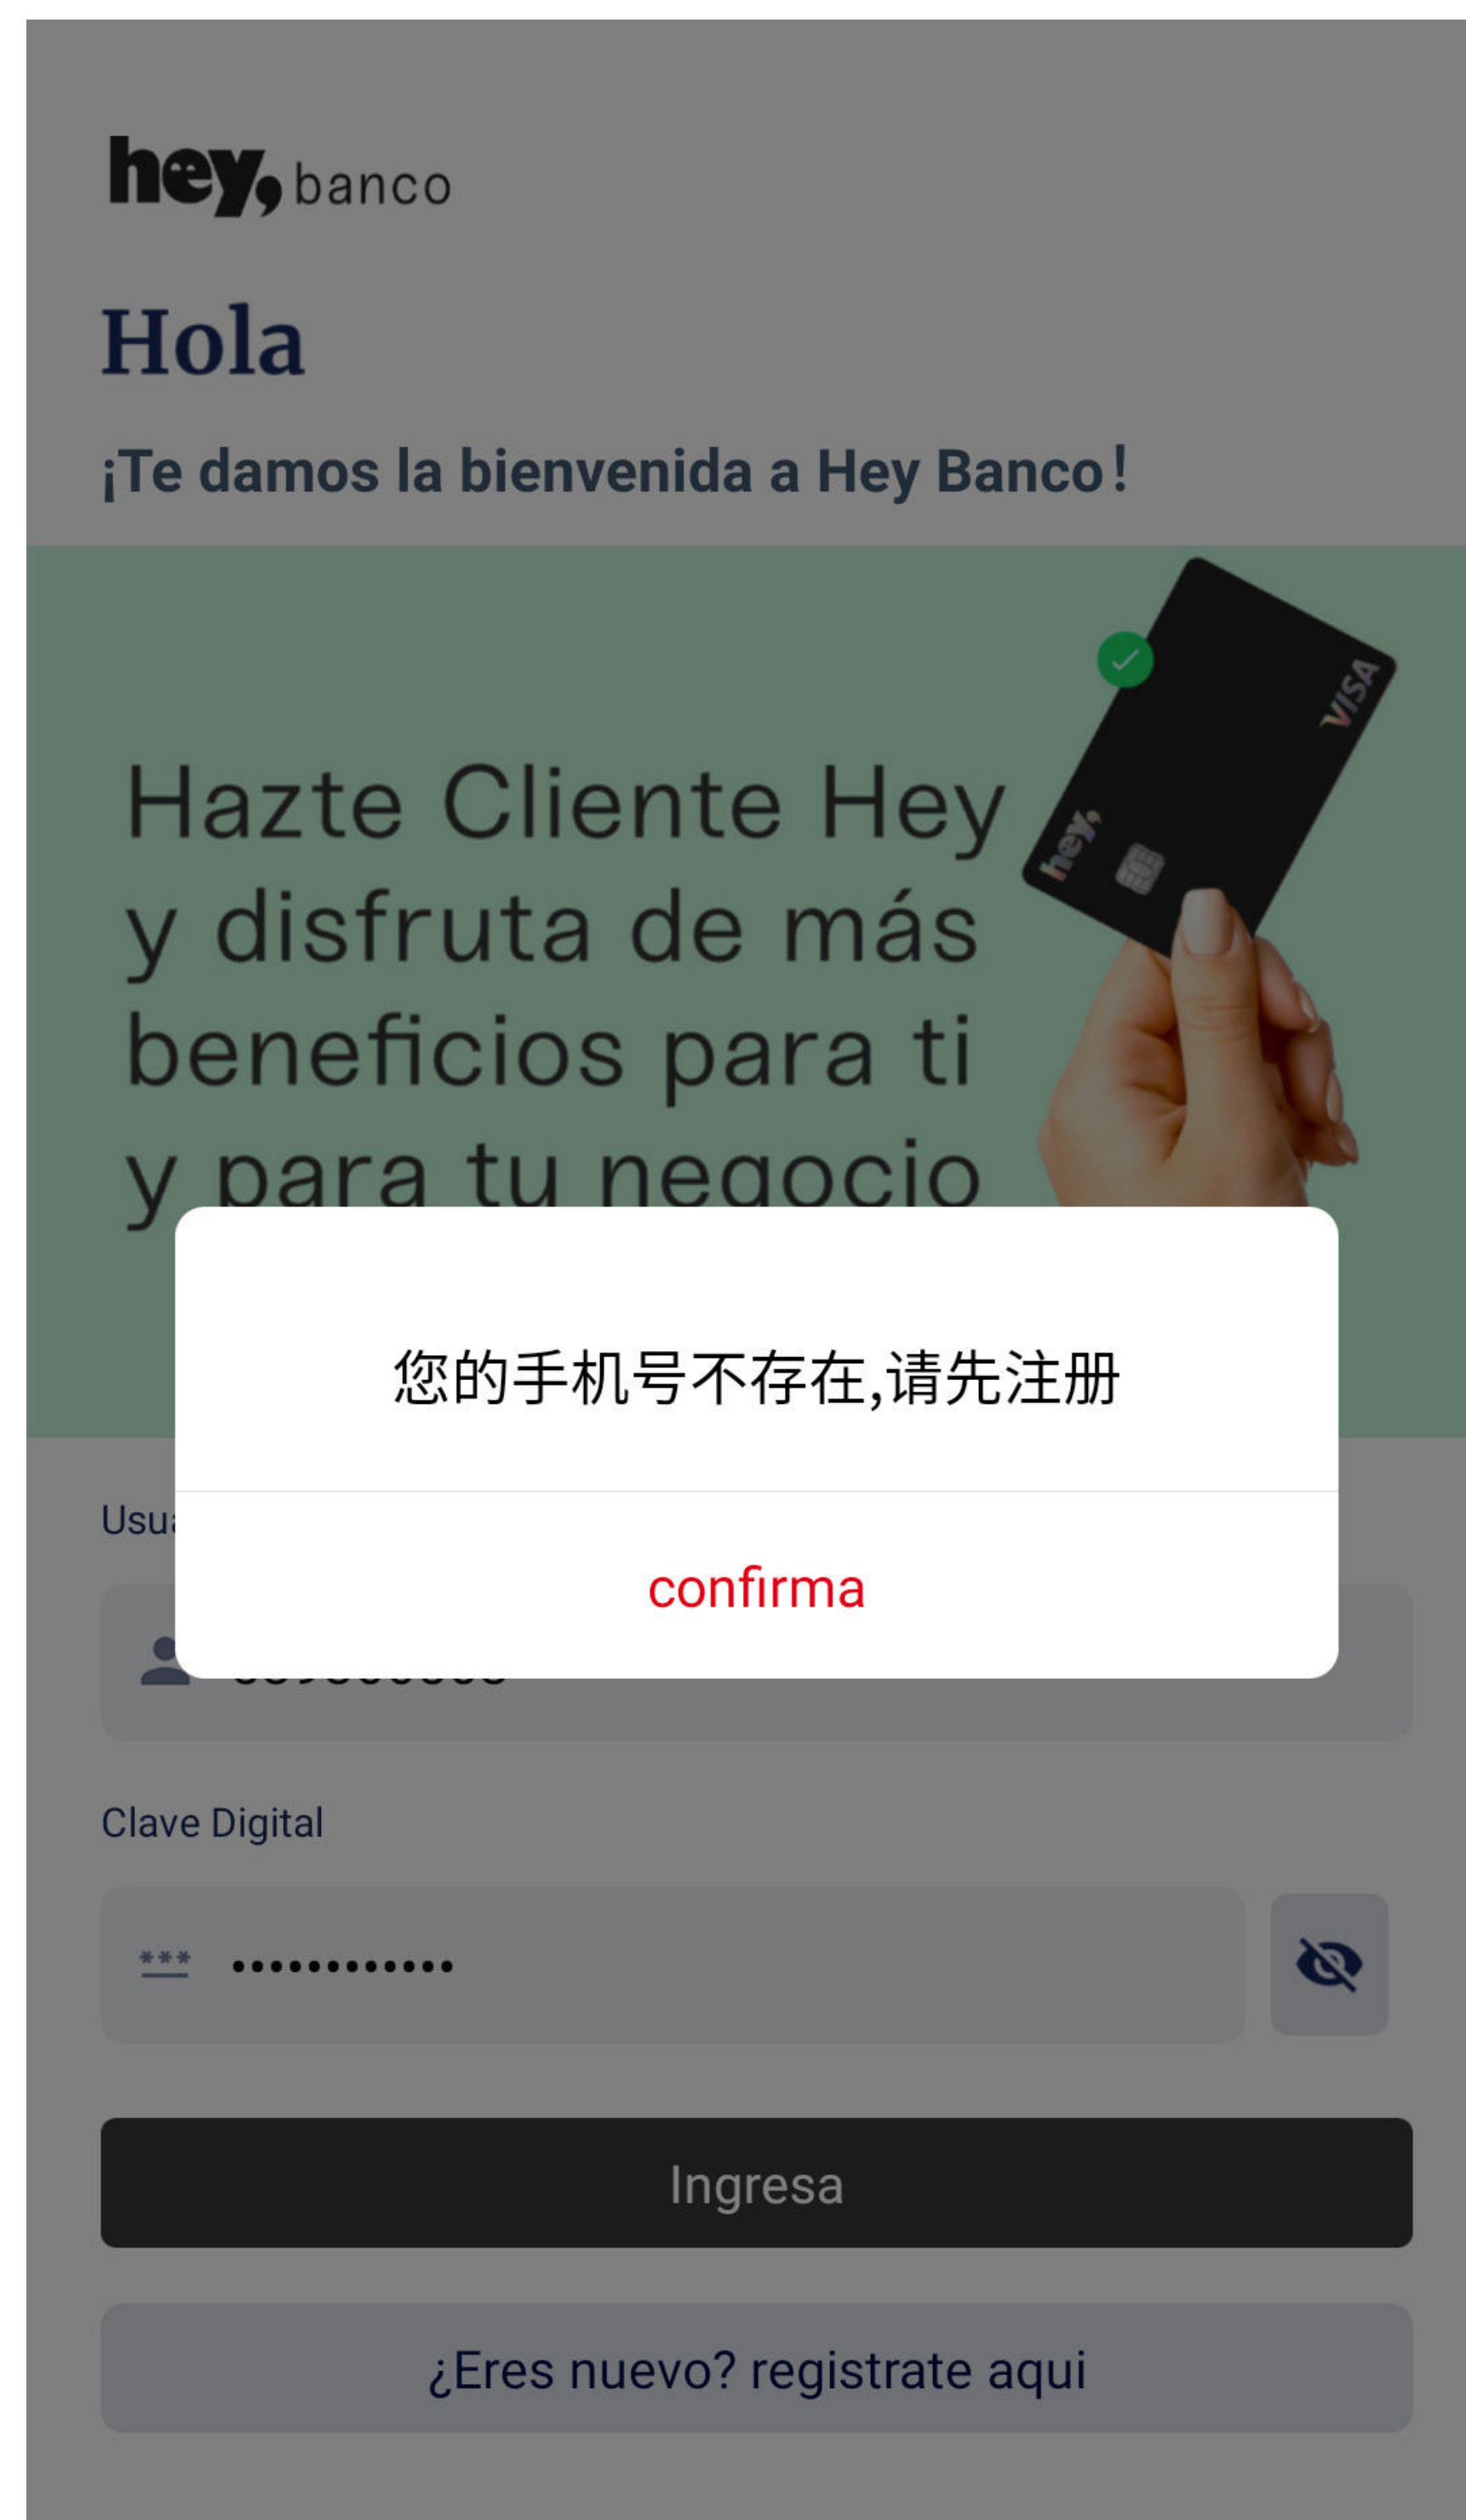 hey, banco
Hola
¡Te damos la bienvenida a Hey Banco!
VISA
hey,
Hazte Cliente Hey
y disfruta de más
beneficios para ti
y para tu negocio
您的手机号不存在,请先注册
confirma
Clave Digital
***
••••••••••••
Ingresa
¿Eres nuevo? registrate aqui